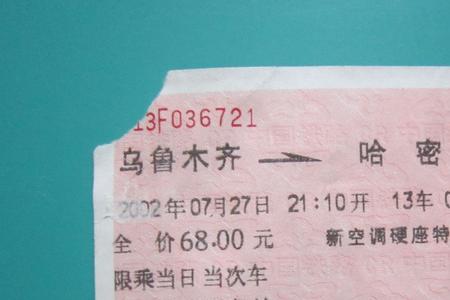 13F036721
乌鲁木齐 → 哈密
2002年07月27日 21:10开 13车
全 价68.00元 新空调硬座特
限乘当日当次车